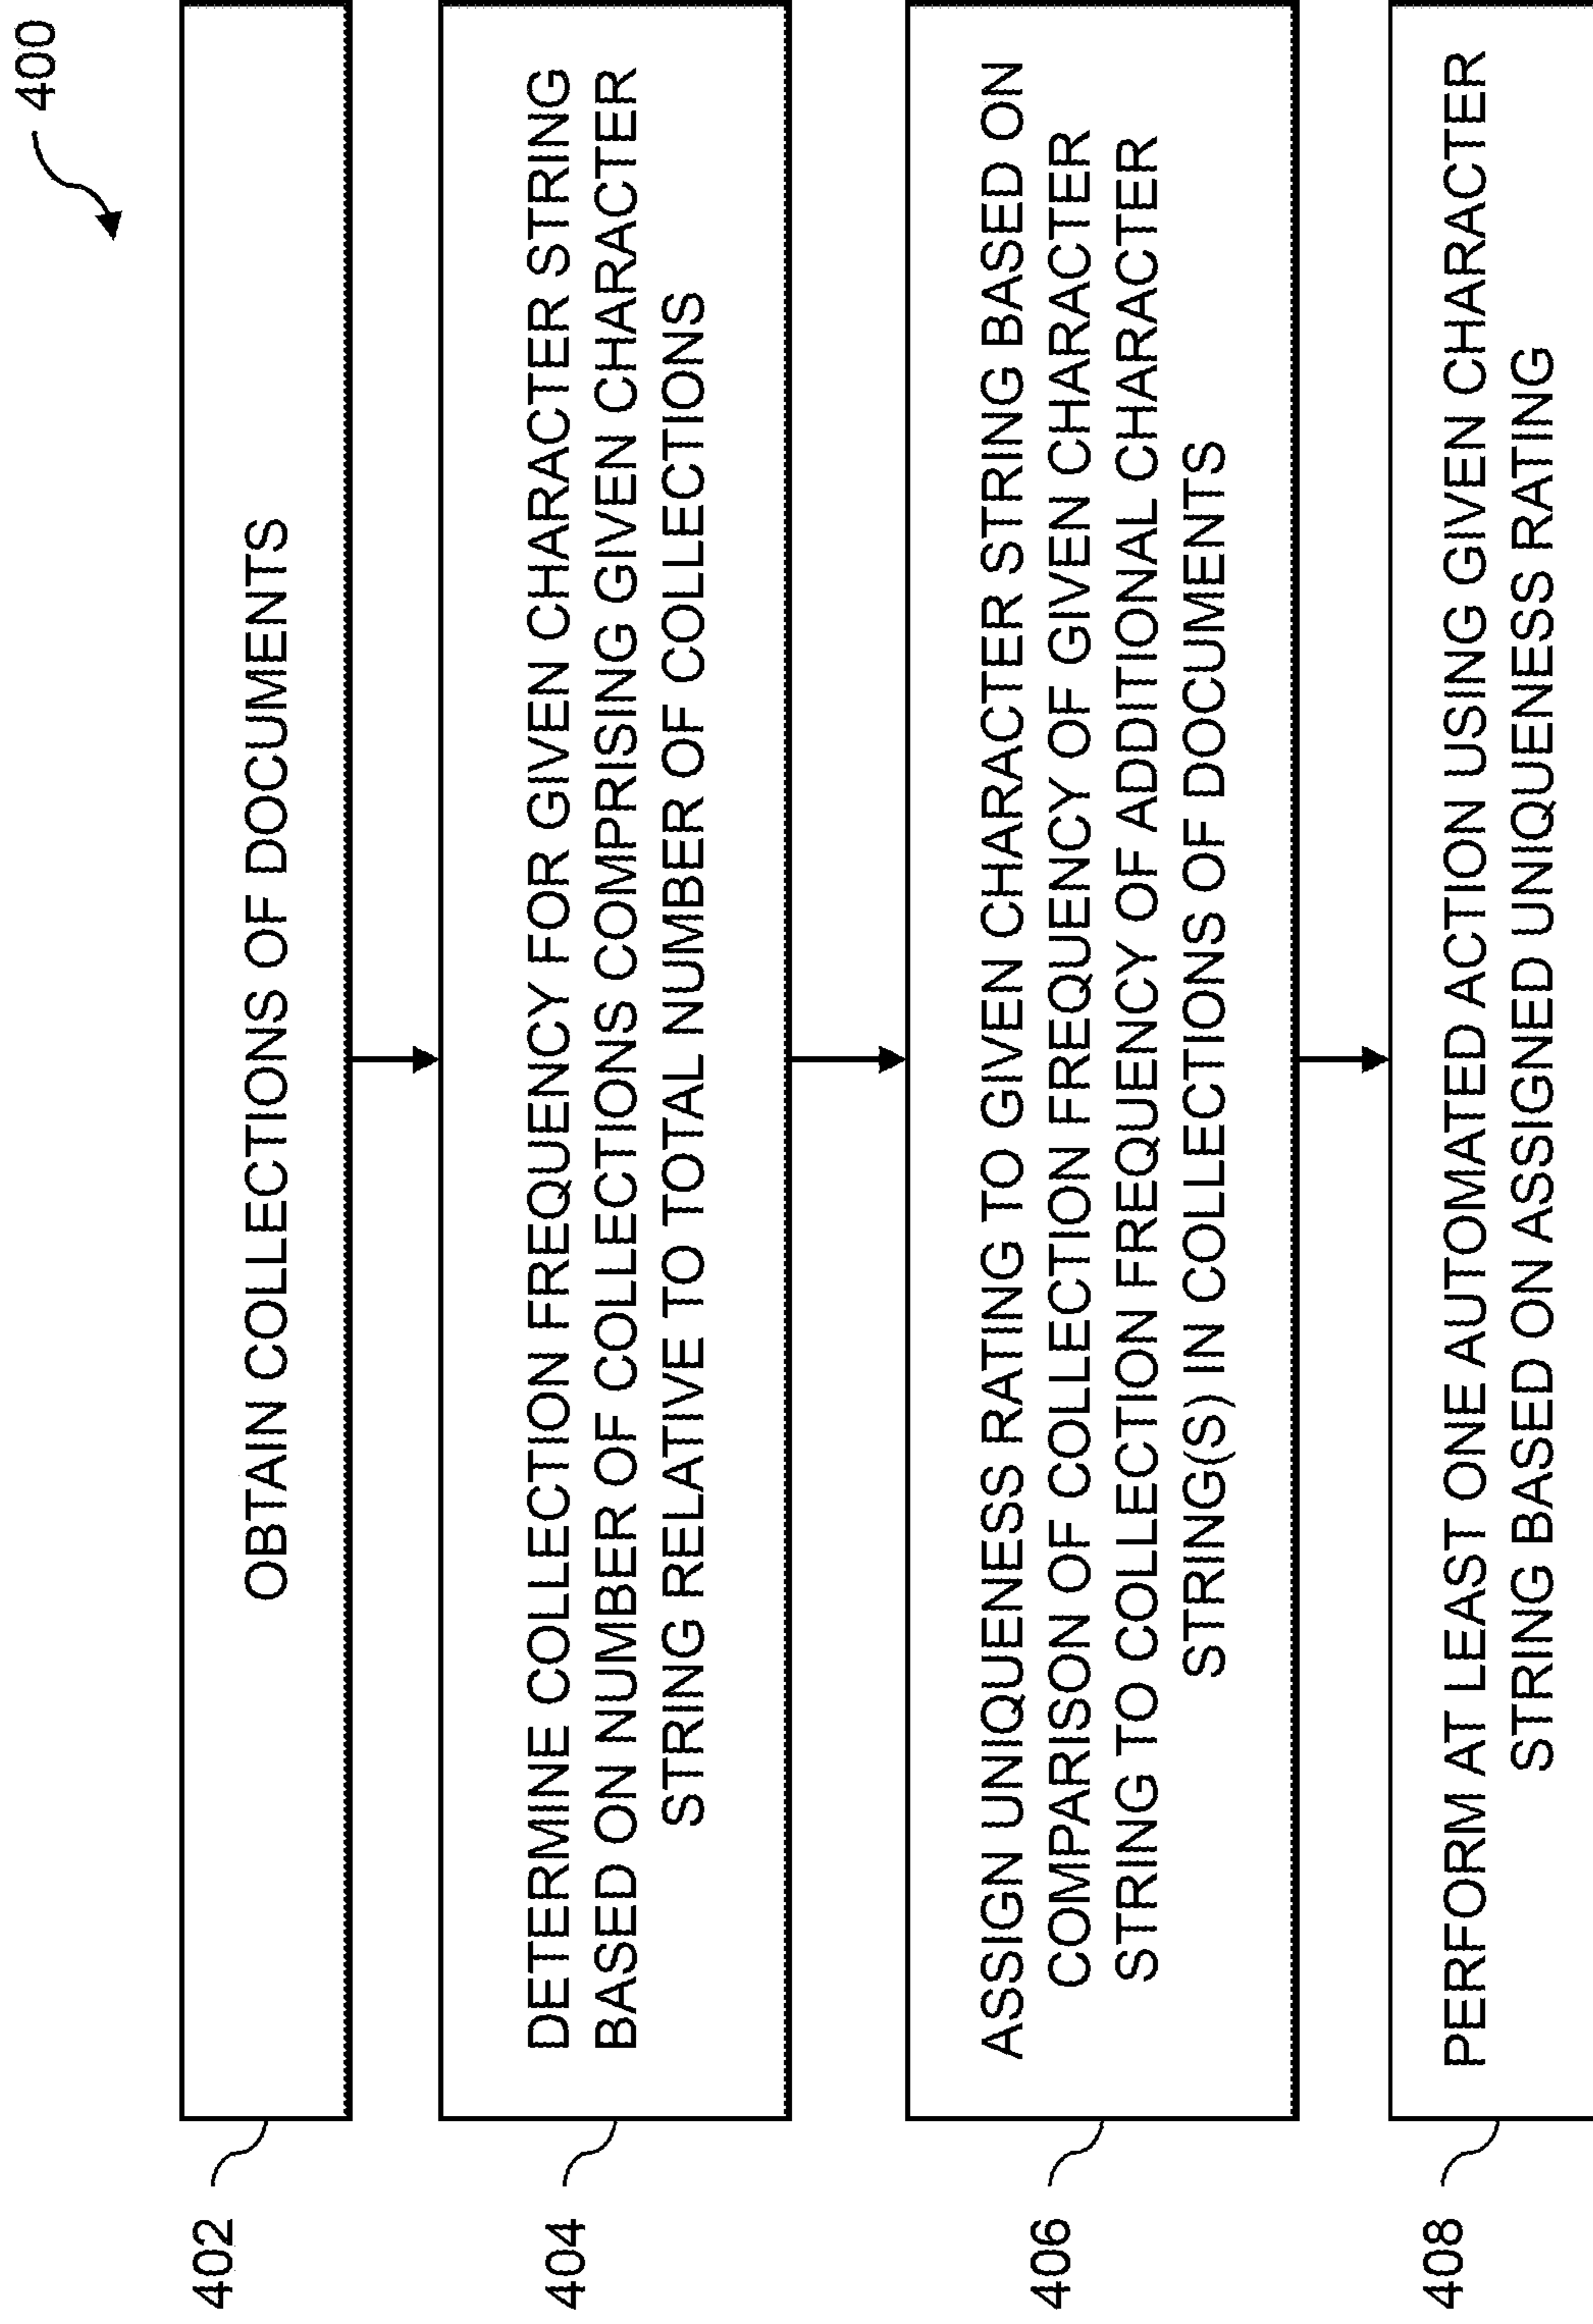 400
402
OBTAIN COLLECTIONS OF DOCUMENTS
404
DETERMINE COLLECTION FREQUENCY FOR GIVEN CHARACTER STRING
BASED ON NUMBER OF COLLECTIONS COMPRISING GIVEN CHARACTER
STRING RELATIVE TO TOTAL NUMBER OF COLLECTIONS
406
ASSIGN UNIQUENESS RATING TO GIVEN CHARACTER STRING BASED ON
COMPARISON OF COLLECTION FREQUENCY OF GIVEN CHARACTER
STRING TO COLLECTION FREQUENCY OF ADDITIONAL CHARACTER
STRING(S) IN COLLECTIONS OF DOCUMENTS
408
PERFORM AT LEAST ONE AUTOMATED ACTION USING GIVEN CHARACTER
STRING BASED ON ASSIGNED UNIQUENESS RATING